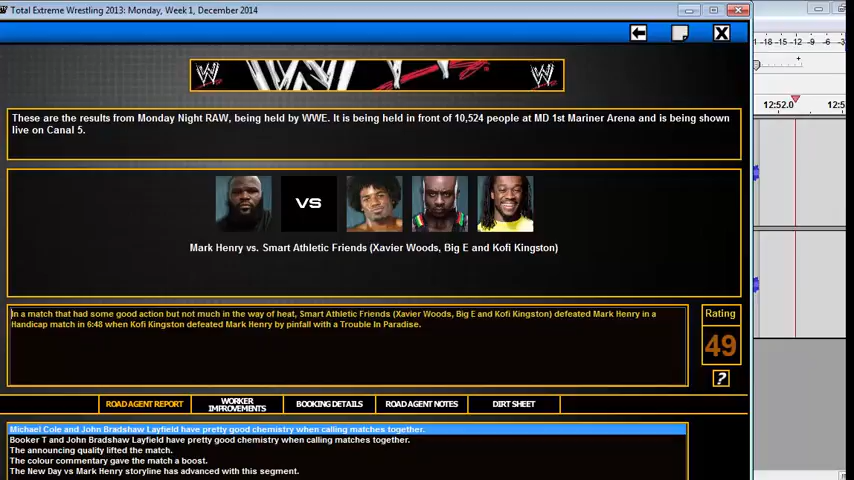 Total Extreme Wrestling 2013: Monday, Week 1, December 2014
These are the results from Monday Night RAW, being held by WWE. It is being held in front of 10,524 people at MD 1st Mariner Arena and is being shown
live on Canal 5.
VS
Mark Henry vs. Smart Athletic Friends (Xavier Woods, Big E and Kofi Kingston)
In a match that had some good action but not much in the way of heat, Smart Athletic Friends (Xavier Woods, Big E and Kofi Kingston) defeated Mark Henry in a
Handicap match in 6:48 when Kofi Kingston defeated Mark Henry by pinfall with a Trouble In Paradise.
Rating
49
?
ROAD AGENT REPORT
WORKER
IMPROVEMENTS
BOOKING DETAILS
ROAD AGENT NOTES
DIRT SHEET
Michael Cole and John Bradshaw Layfield have pretty good chemistry when calling matches together.
Booker T and John Bradshaw Layfield have pretty good chemistry when calling matches together.
The announcing quality lifted the match.
The colour commentary gave the match a boost.
The New Day vs Mark Henry storyline has advanced with this segment.
-18 -15 -12 -9 -6 -3
12:52.0